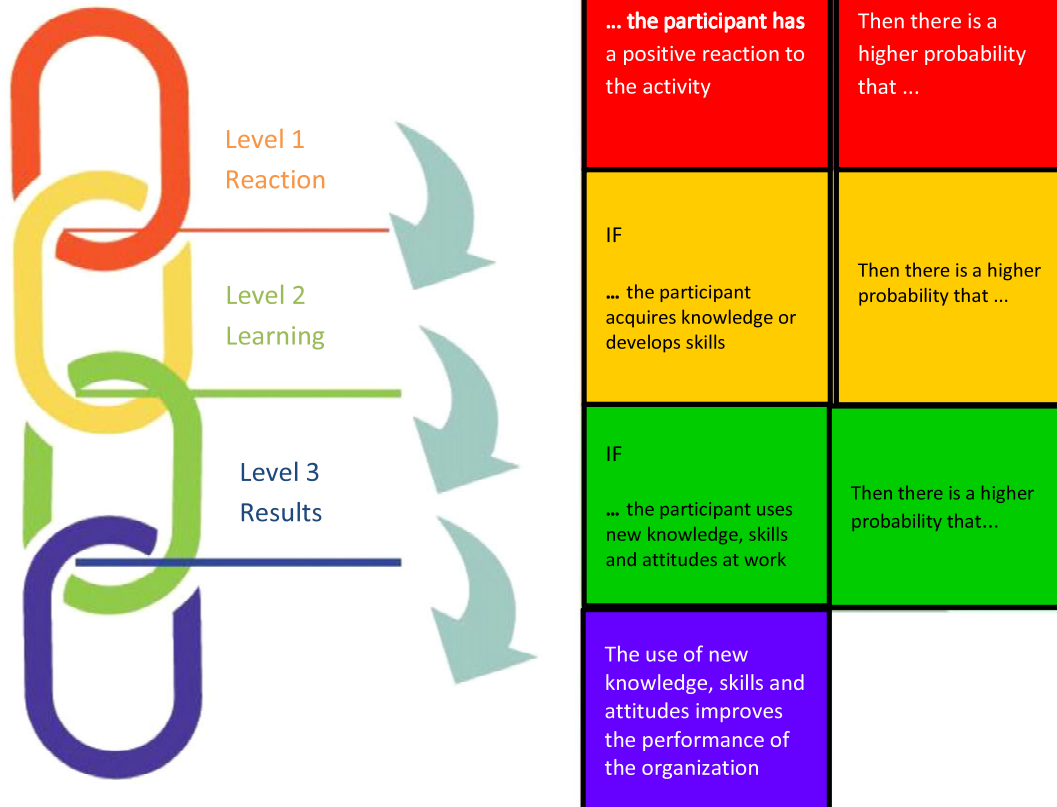 Level 1
Reaction
Level 2
Learning
Level 3
Results
... the participant has
a positive reaction to
the activity
Then there is a
higher probability
that ...
IF
... the participant
acquires knowledge or
develops skills
Then there is a higher
probability that ...
IF
... the participant uses
new knowledge, skills
and attitudes at work
Then there is a higher
probability that...
The use of new
knowledge, skills and
attitudes improves
the performance of
the organization